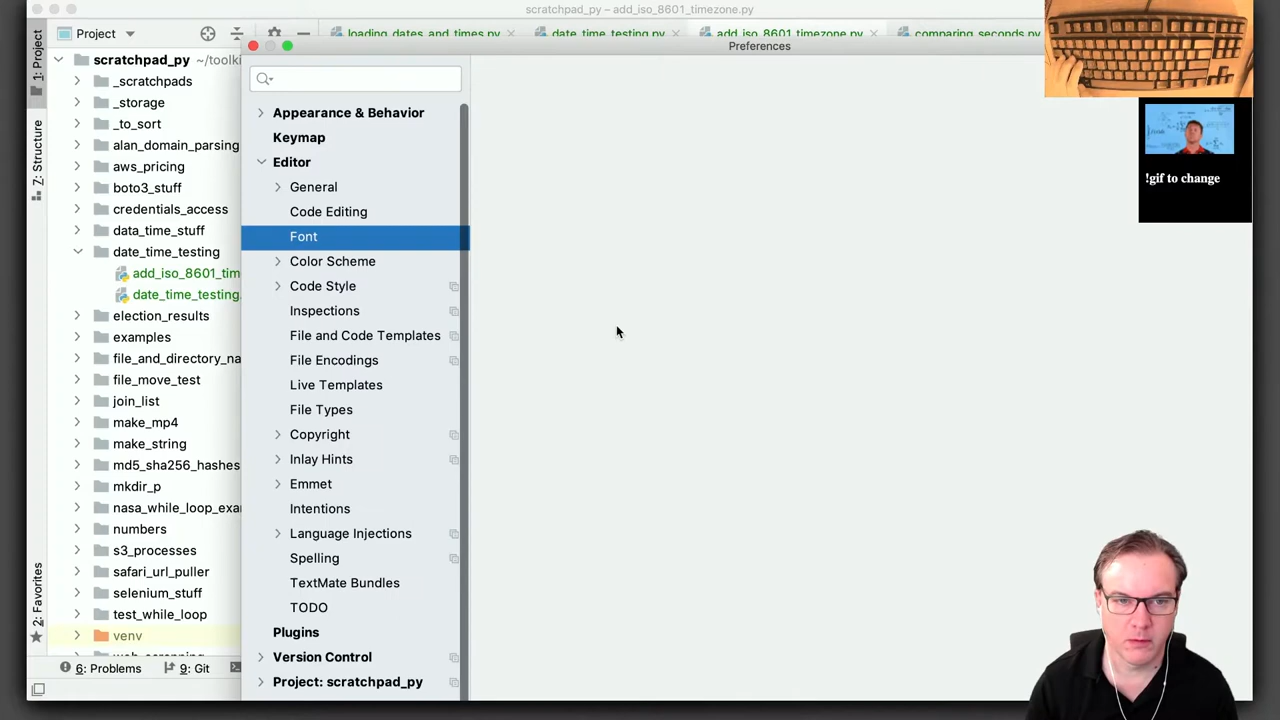 scratchpad_py – add_iso_8601_timezone.py
Project
loading_dates_and_times.py
date_time_testing.py
add_iso_8601_timezone.py
comparing_seconds.py
Preferences
1: Project
Z: Structure
2: Favorites
scratchpad_py ~/toolki
_scratchpads
_storage
_to_sort
alan_domain_parsing
aws_pricing
boto3_stuff
credentials_access
data_time_stuff
date_time_testing
add_iso_8601_tim
date_time_testing.
election_results
examples
file_and_directory_na
file_move_test
join_list
make_mp4
make_string
md5_sha256_hashes
mkdir_p
nasa_while_loop_exa
numbers
s3_processes
safari_url_puller
selenium_stuff
test_while_loop
venv
6: Problems
9: Git
Appearance & Behavior
Keymap
Editor
General
Code Editing
Font
Color Scheme
Code Style
Inspections
File and Code Templates
File Encodings
Live Templates
File Types
Copyright
Inlay Hints
Emmet
Intentions
Language Injections
Spelling
TextMate Bundles
TODO
Plugins
Version Control
Project: scratchpad_py
!gif to change